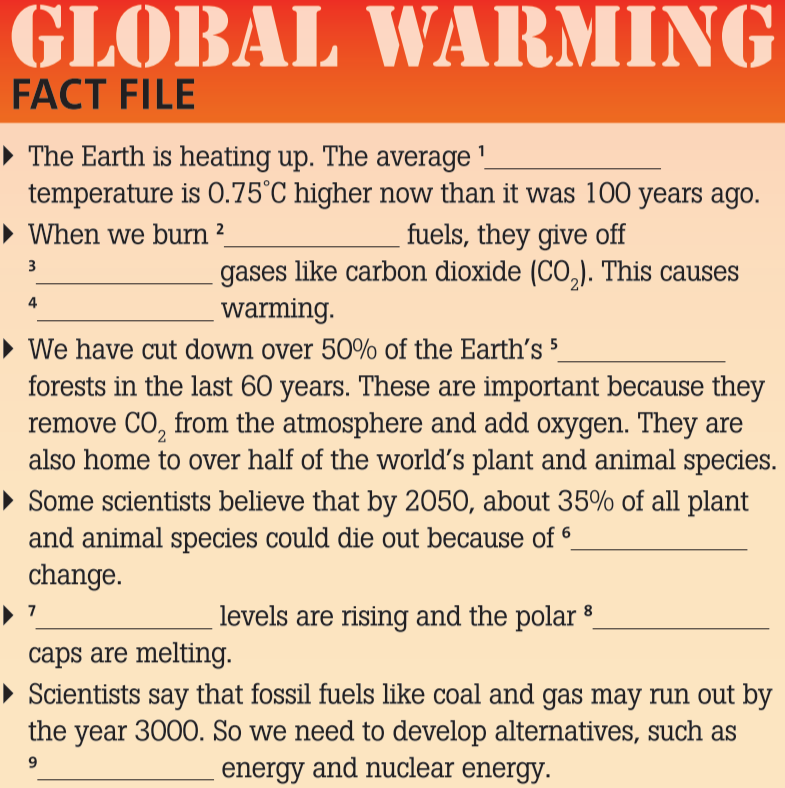 GLOBAL WARMING
FACT FILE
The Earth is heating up. The average ¹____________
temperature is 0.75°C higher now than it was 100 years ago.
When we burn ²____________ fuels, they give off
³____________ gases like carbon dioxide (CO₂). This causes
⁴____________ warming.
We have cut down over 50% of the Earth's ⁵____________
forests in the last 60 years. These are important because they
remove CO₂ from the atmosphere and add oxygen. They are
also home to over half of the world's plant and animal species.
Some scientists believe that by 2050, about 35% of all plant
and animal species could die out because of ⁶____________
change.
⁷____________ levels are rising and the polar ⁸____________
caps are melting.
Scientists say that fossil fuels like coal and gas may run out by
the year 3000. So we need to develop alternatives, such as
⁹____________ energy and nuclear energy.